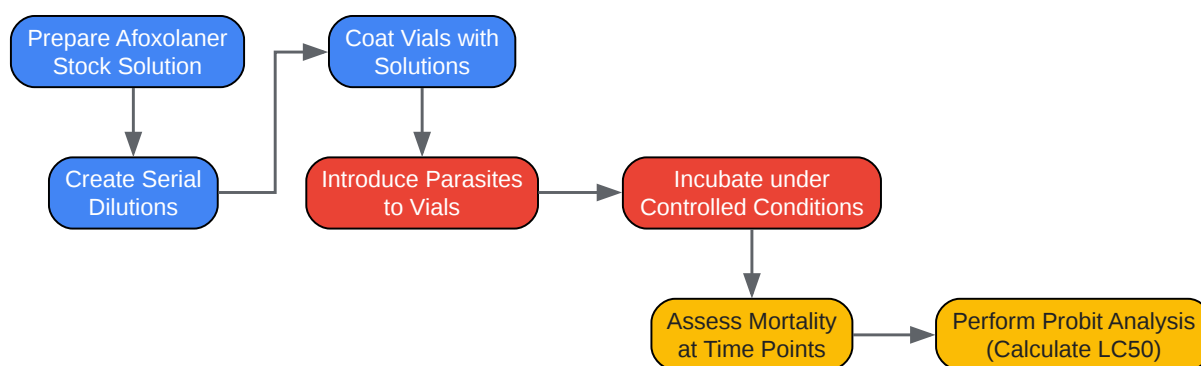 Prepare Afoxolaner
Stock Solution
Create Serial
Dilutions
Coat Vials with
Solutions
Introduce Parasites
to Vials
Incubate under
Controlled Conditions
Assess Mortality
at Time Points
Perform Probit Analysis
(Calculate LC50)